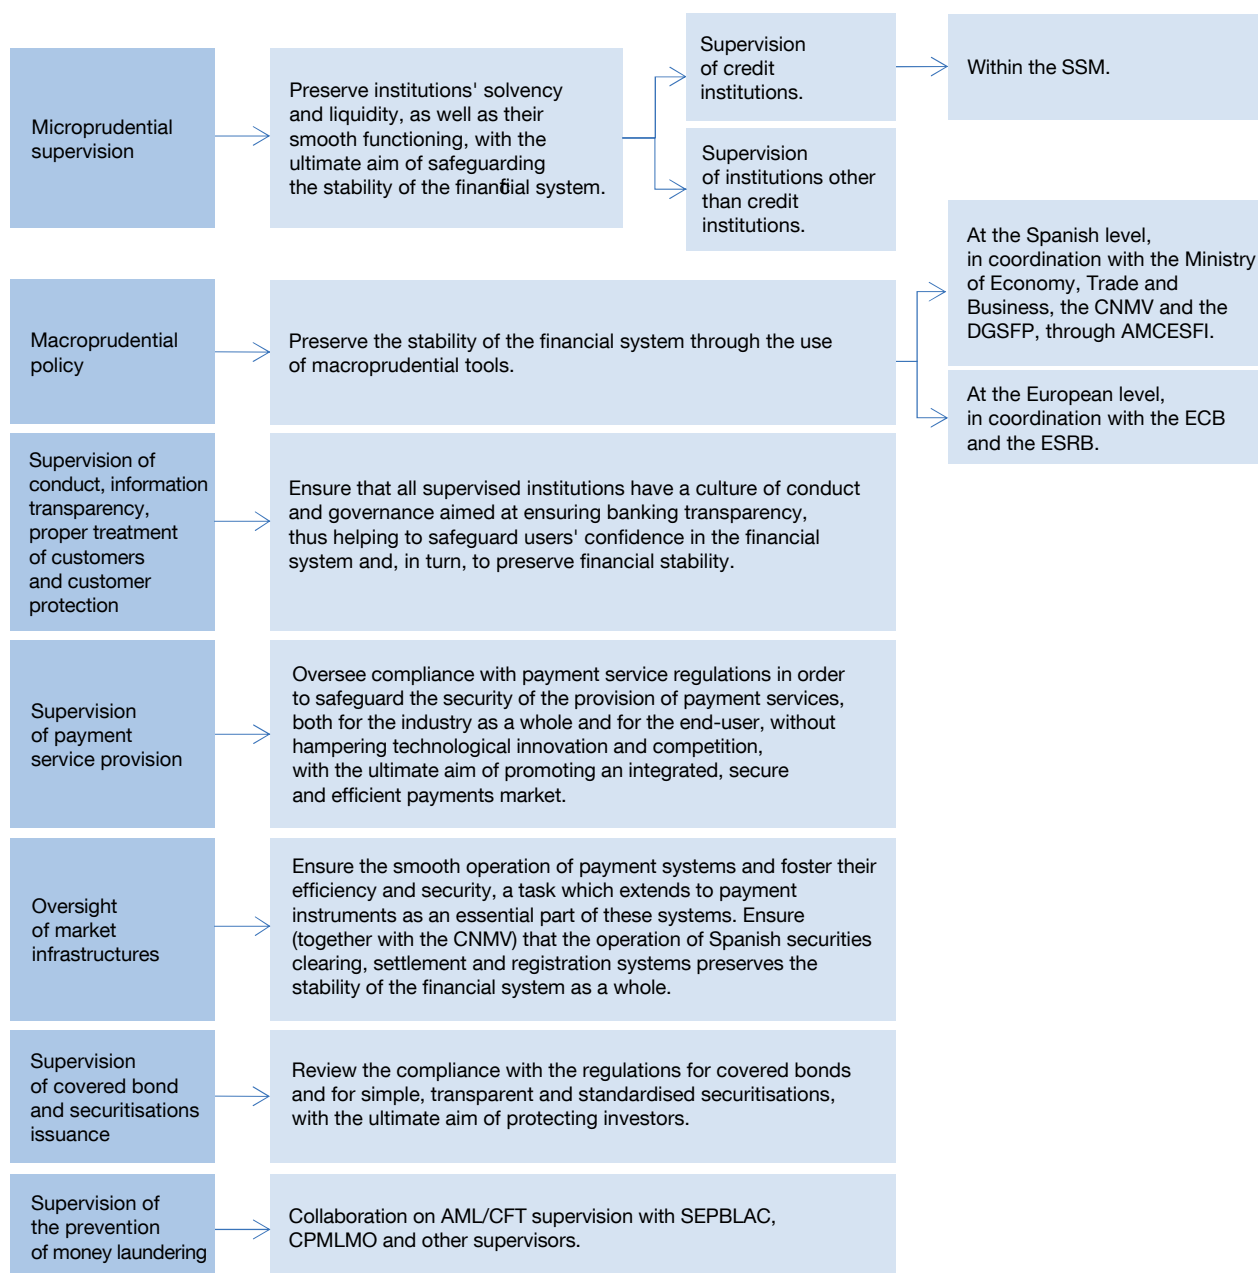 Microprudential
supervision
Preserve institutions' solvency
and liquidity, as well as their
smooth functioning, with the
ultimate aim of safeguarding
the stability of the financial system.
Supervision
of credit
institutions.
Within the SSM.
Supervision
of institutions other
than credit
institutions.
Macroprudential
policy
Preserve the stability of the financial system through the use
of macroprudential tools.
At the Spanish level,
in coordination with the Ministry
of Economy, Trade and
Business, the CNMV and the
DGSFP, through AMCESFI.
At the European level,
in coordination with the ECB
and the ESRB.
Supervision of
conduct, information
transparency,
proper treatment
of customers
and customer
protection
Ensure that all supervised institutions have a culture of conduct
and governance aimed at ensuring banking transparency,
thus helping to safeguard users' confidence in the financial
system and, in turn, to preserve financial stability.
Supervision
of payment
service provision
Oversee compliance with payment service regulations in order
to safeguard the security of the provision of payment services,
both for the industry as a whole and for the end-user, without
hampering technological innovation and competition,
with the ultimate aim of promoting an integrated, secure
and efficient payments market.
Oversight
of market
infrastructures
Ensure the smooth operation of payment systems and foster their
efficiency and security, a task which extends to payment
instruments as an essential part of these systems. Ensure
(together with the CNMV) that the operation of Spanish securities
clearing, settlement and registration systems preserves the
stability of the financial system as a whole.
Supervision
of covered bond
and securitisations
issuance
Review the compliance with the regulations for covered bonds
and for simple, transparent and standardised securitisations,
with the ultimate aim of protecting investors.
Supervision of
the prevention
of money laundering
Collaboration on AML/CFT supervision with SEPBLAC,
CPMLMO and other supervisors.